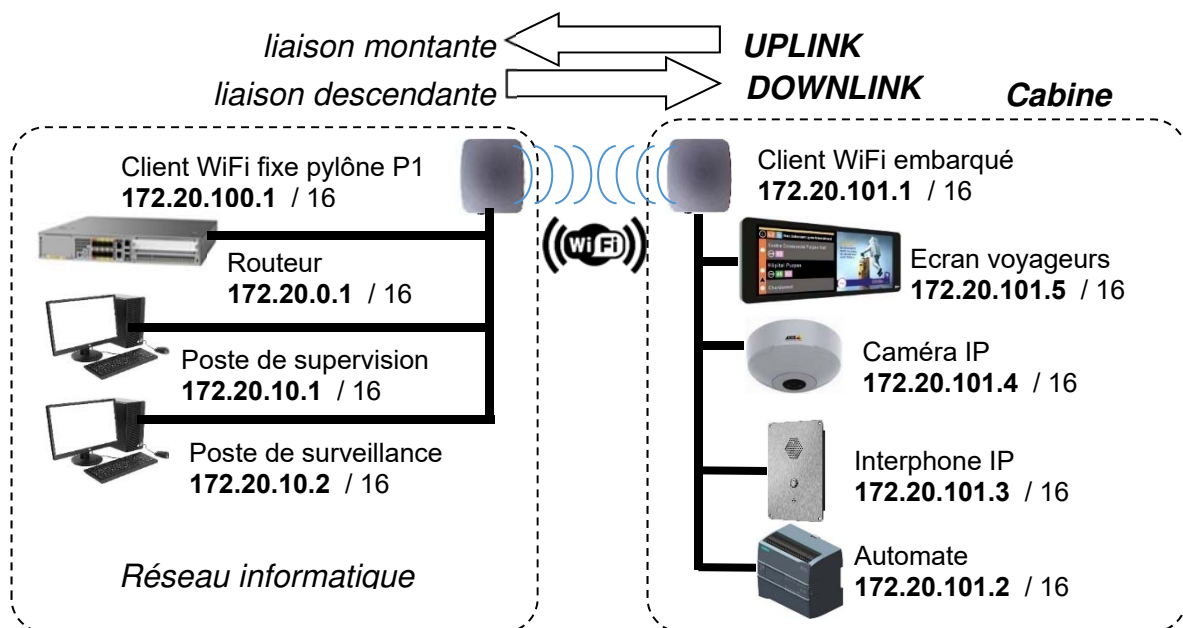 liaison montante
UPLINK
liaison descendante
DOWNLINK
Cabine
Client WiFi fixe pylône P1
172.20.100.1 / 16
Routeur
172.20.0.1 / 16
Poste de supervision
172.20.10.1 / 16
Poste de surveillance
172.20.10.2 / 16
Réseau informatique
WiFi
Client WiFi embarqué
172.20.101.1 / 16
Ecran voyageurs
172.20.101.5 / 16
Caméra IP
172.20.101.4 / 16
Interphone IP
172.20.101.3 / 16
Automate
172.20.101.2 / 16